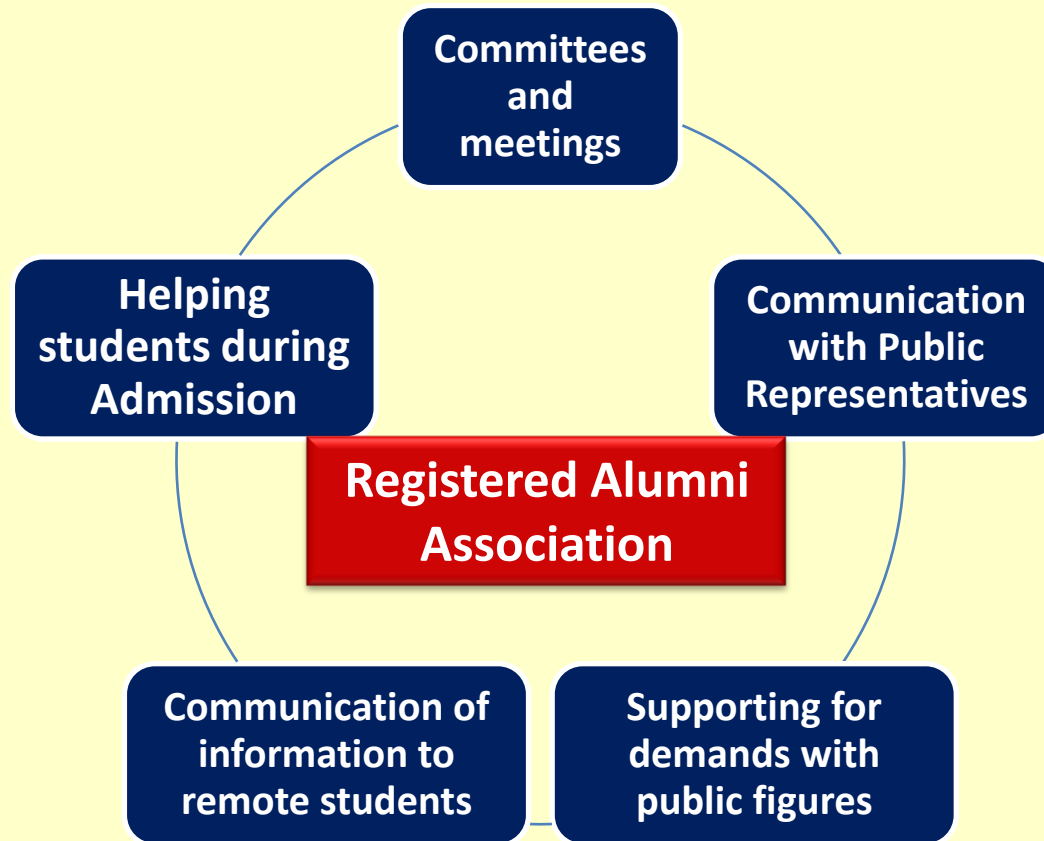 Committees
and
meetings
Helping
students during
Admission
Communication
with Public
Representatives
Registered Alumni
Association
Communication of
information to
remote students
Supporting for
demands with
public figures